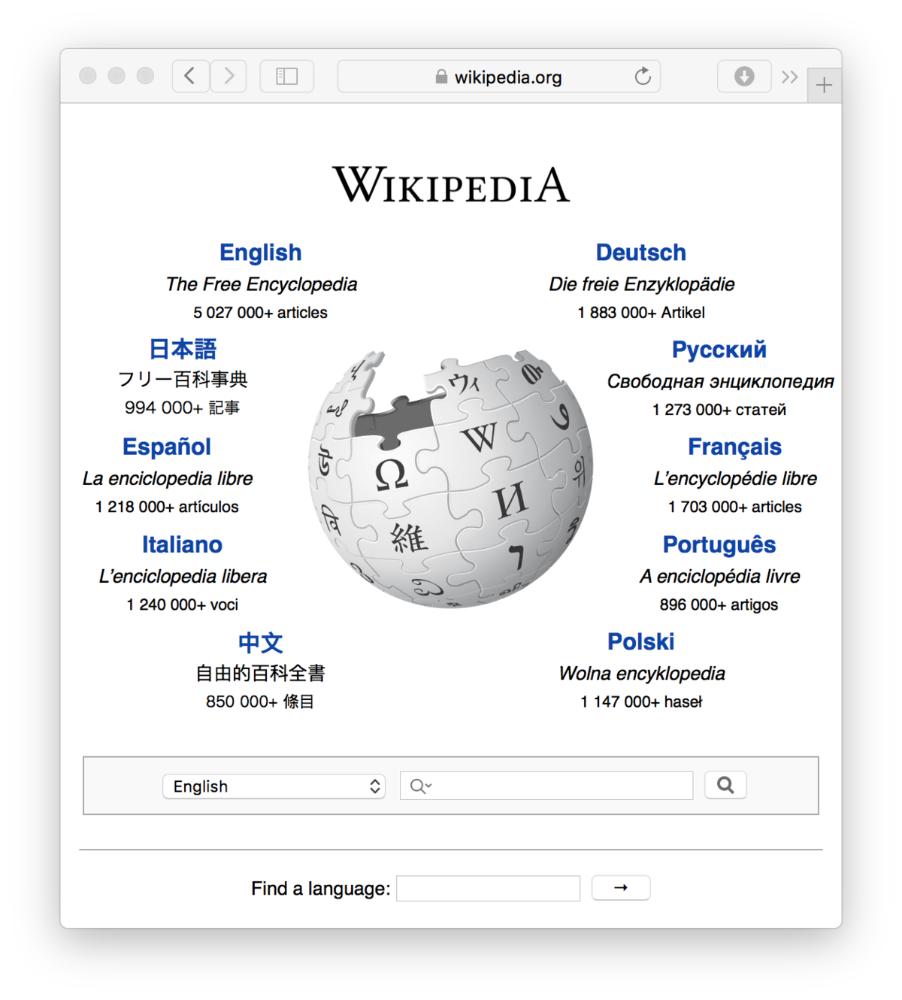 wikipedia.org
WIKIPEDIA
English
The Free Encyclopedia
5 027 000+ articles
Deutsch
Die freie Enzyklopädie
1 883 000+ Artikel
日本語
フリー百科事典
994 000+ 記事
Русский
Свободная энциклопедия
1 273 000+ статей
Español
La enciclopedia libre
1 218 000+ artículos
Français
L’encyclopédie libre
1 703 000+ articles
Italiano
L’enciclopedia libera
1 240 000+ voci
Português
A enciclopédia livre
896 000+ artigos
中文
自由的百科全書
850 000+ 條目
Polski
Wolna encyklopedia
1 147 000+ haseł
ウィ
W
Ω
И
維
위
र्वि
English
Find a language:
→